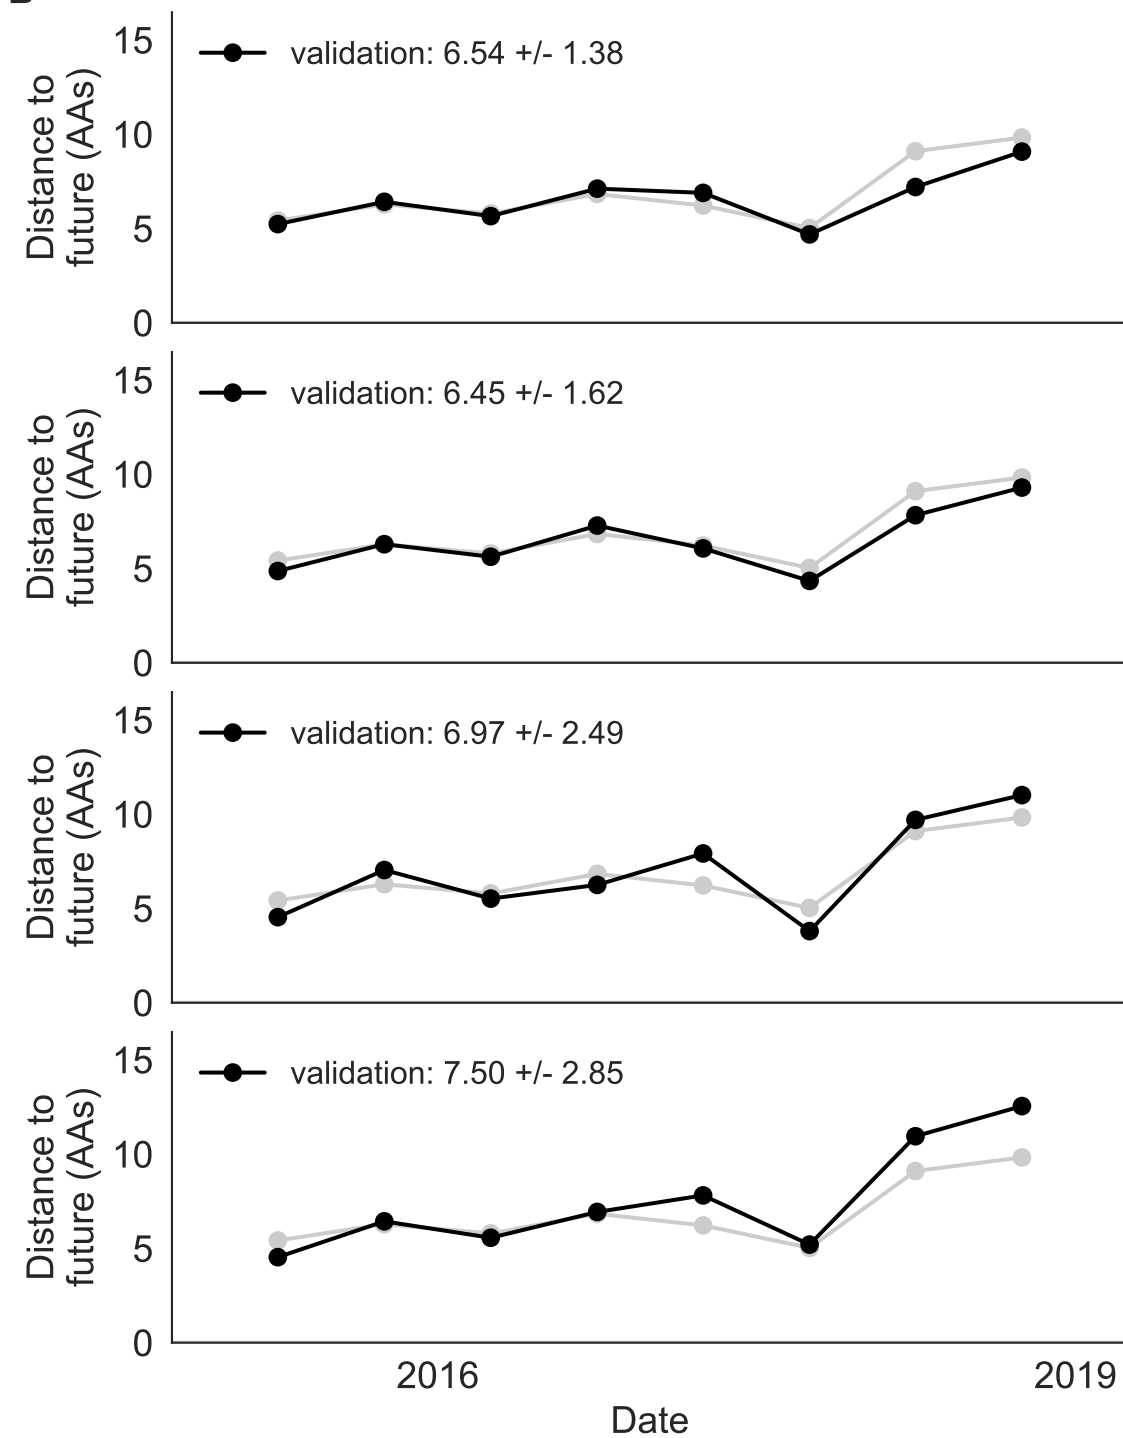 15
validation: 6.54 +/- 1.38
Distance to
future (AAs)
10
5
0
15
validation: 6.45 +/- 1.62
Distance to
future (AAs)
10
5
0
15
validation: 6.97 +/- 2.49
Distance to
future (AAs)
10
5
0
15
validation: 7.50 +/- 2.85
Distance to
future (AAs)
10
5
0
2016 2019
Date